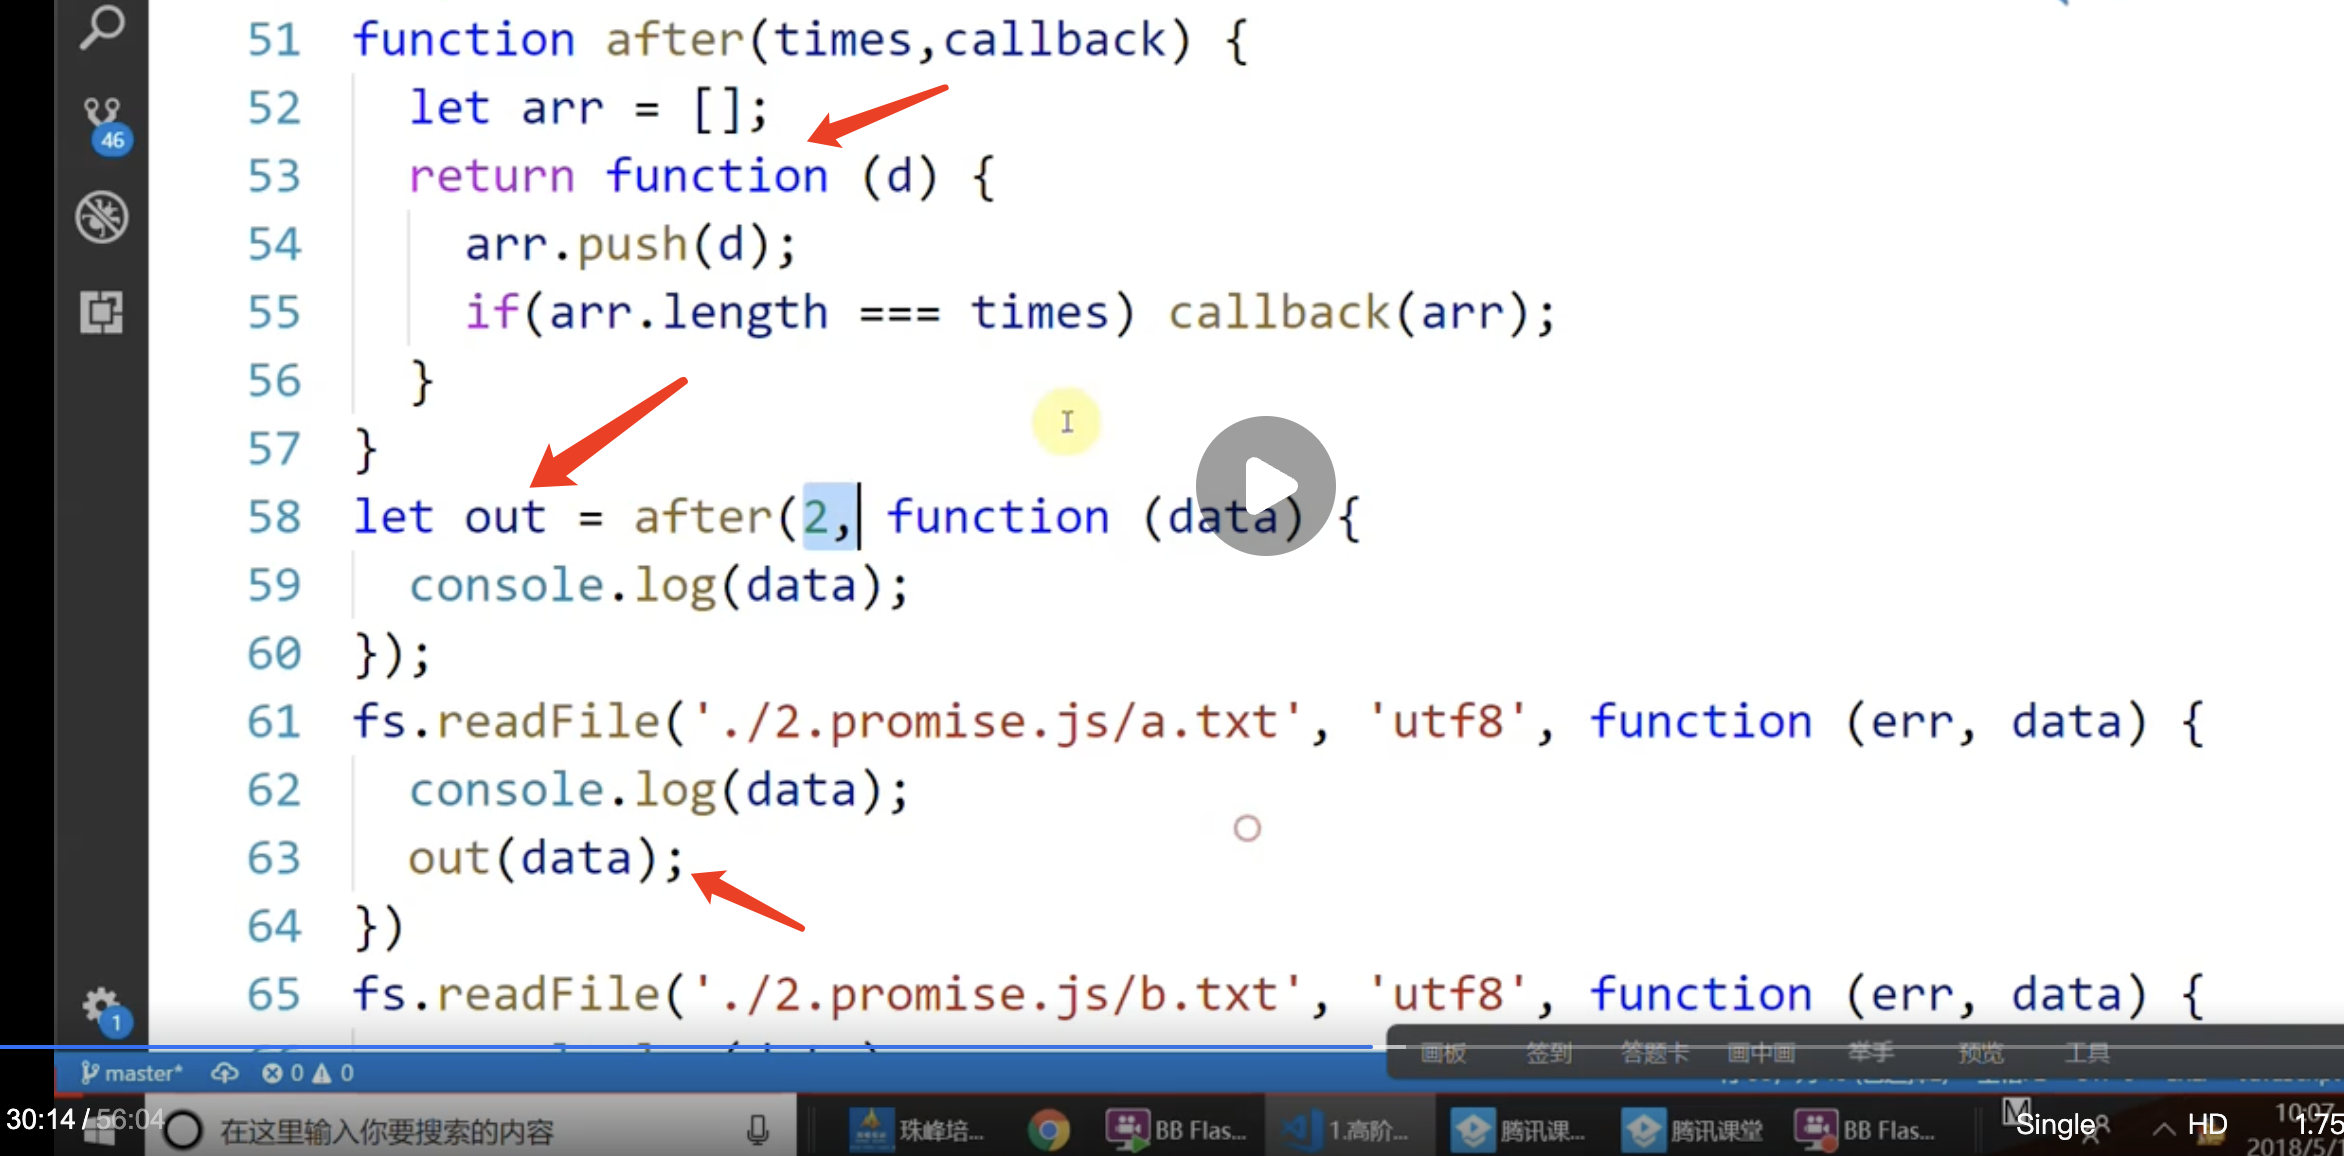 51 function after(times,callback) {
46
52 let arr = [];
53 return function (d) {
54 arr.push(d);
55 if(arr.length === times) callback(arr);
56 }
57 }
58 let out = after(2, function (data) {
59 console.log(data);
60 });
61 fs.readFile('./2.promise.js/a.txt', 'utf8', function (err, data) {
62 console.log(data);
63 out(data);
64 })
65 fs.readFile('./2.promise.js/b.txt', 'utf8', function (err, data) {
1
画板 签到 答题卡 画中画 举手 预览 工具
master* 0 0
30:14 / 56:04 在这里输入你要搜索的内容 珠峰培... BB Flas... 1.高阶... 腾讯课... 腾讯课堂 BB Flas... M Single HD 10:07 1.75
2018/5/